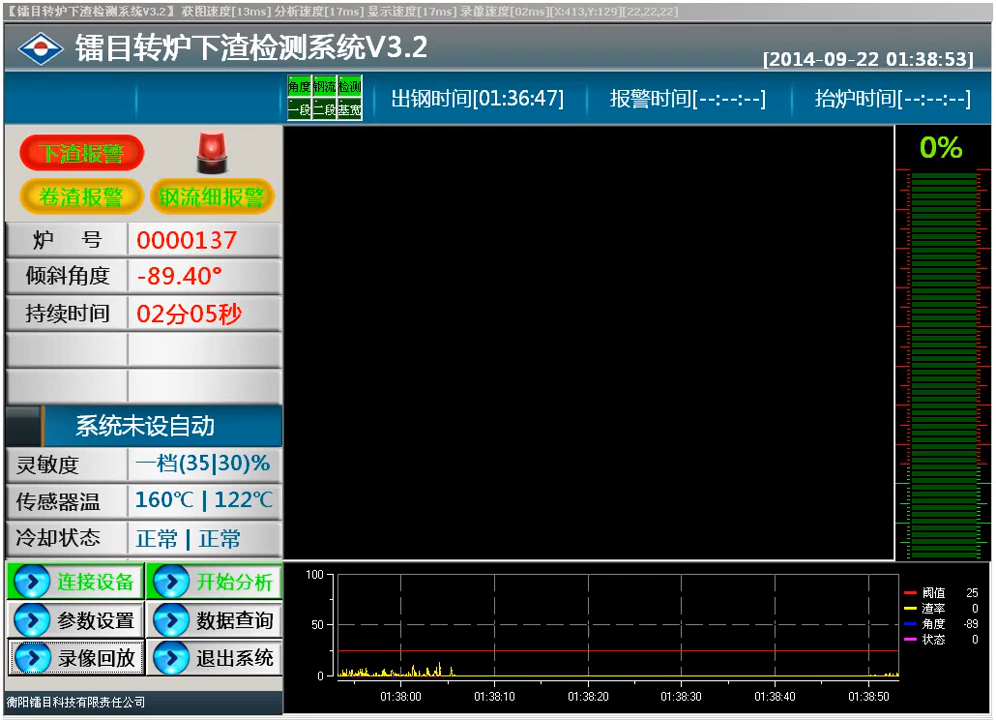 【镭目转炉下渣检测系统V3.2】 获图速度[13ms] 分析速度[17ms] 显示速度[17ms] 录像速度[02ms][X:413,Y:129][22,22,22]
镭目转炉下渣检测系统V3.2
[2014-09-22 01:38:53]
角度 钢流 检测
一段 二段 基宽
出钢时间[01:36:47] 报警时间[--:--:--] 抬炉时间[--:--:--]
下渣报警
卷渣报警 钢流细报警
炉 号 0000137
倾斜角度 -89.40°
持续时间 02分05秒
系统未设自动
灵敏度 一档(35|30)%
传感器温 160℃ | 122℃
冷却状态 正常 | 正常
连接设备 开始分析
参数设置 数据查询
录像回放 退出系统
衡阳镭目科技有限责任公司
0%
100
50
0
01:38:00 01:38:10 01:38:20 01:38:30 01:38:40 01:38:50
阈值 25
渣率 0
角度 -89
状态 0